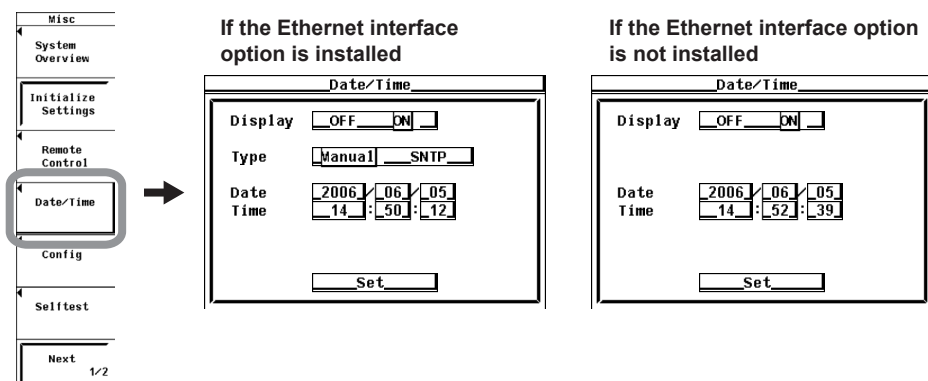 Misc
System
Overview
Initialize
Settings
Remote
Control
Date/Time
Config
Selftest
Next
1/2
If the Ethernet interface
option is installed
Date/Time
Display OFF ON
Type Manual SNTP
Date 2006 / 06 / 05
Time 14 : 50 : 12
Set
If the Ethernet interface option
is not installed
Date/Time
Display OFF ON
Date 2006 / 06 / 05
Time 14 : 52 : 39
Set